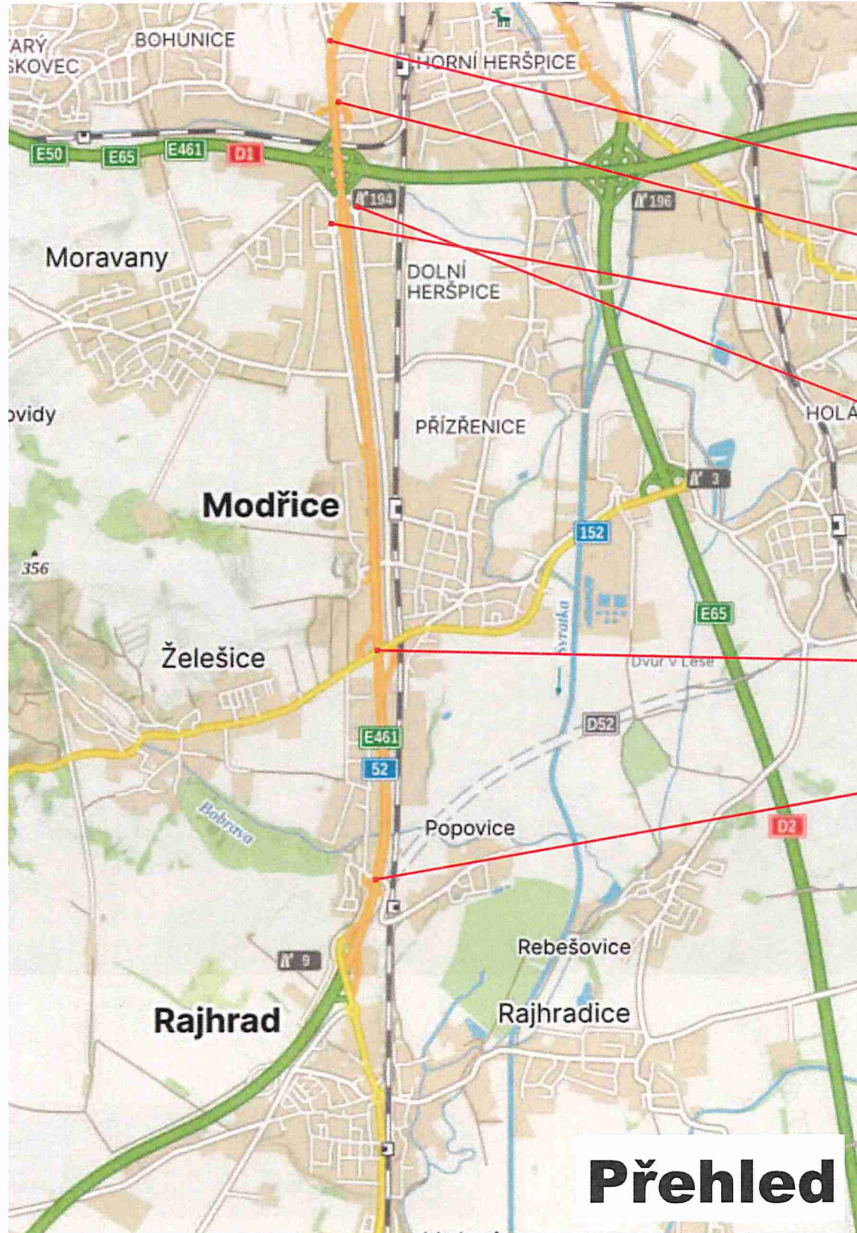 BOHUNICE
HORNÍ HERŠPICE
E50
E65
E461
D1
194
196
Moravany
DOLNÍ
HERŠPICE
PŘÍZŘENICE
3
Modřice
152
356
E65
Želešice
Svratka
Dvůr v Lese
D52
E461
52
Bobrava
Popovice
D2
Rebešovice
9
Rajhrad
Rajhradice
Přehled